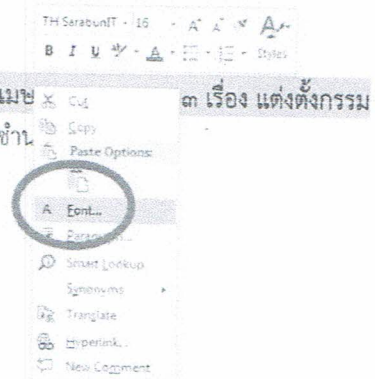 TH SarabunIT 16 A A A
B I U ab A Styles
เมษ ๓ เรื่อง แต่งตั้งกรรม
ชำน
Cut
Copy
Paste Options:
A Font...
Paragraph...
Smart Lookup
Synonyms
Translate
Hyperlink...
New Comment